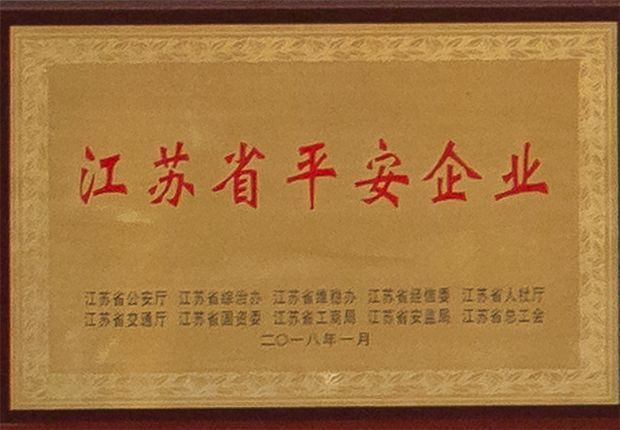 江苏省平安企业
江苏省公安厅 江苏省综治办 江苏省维稳办 江苏省经信委 江苏省人社厅
江苏省交通厅 江苏省国资委 江苏省工商局 江苏省安监局 江苏省总工会
二〇一八年一月